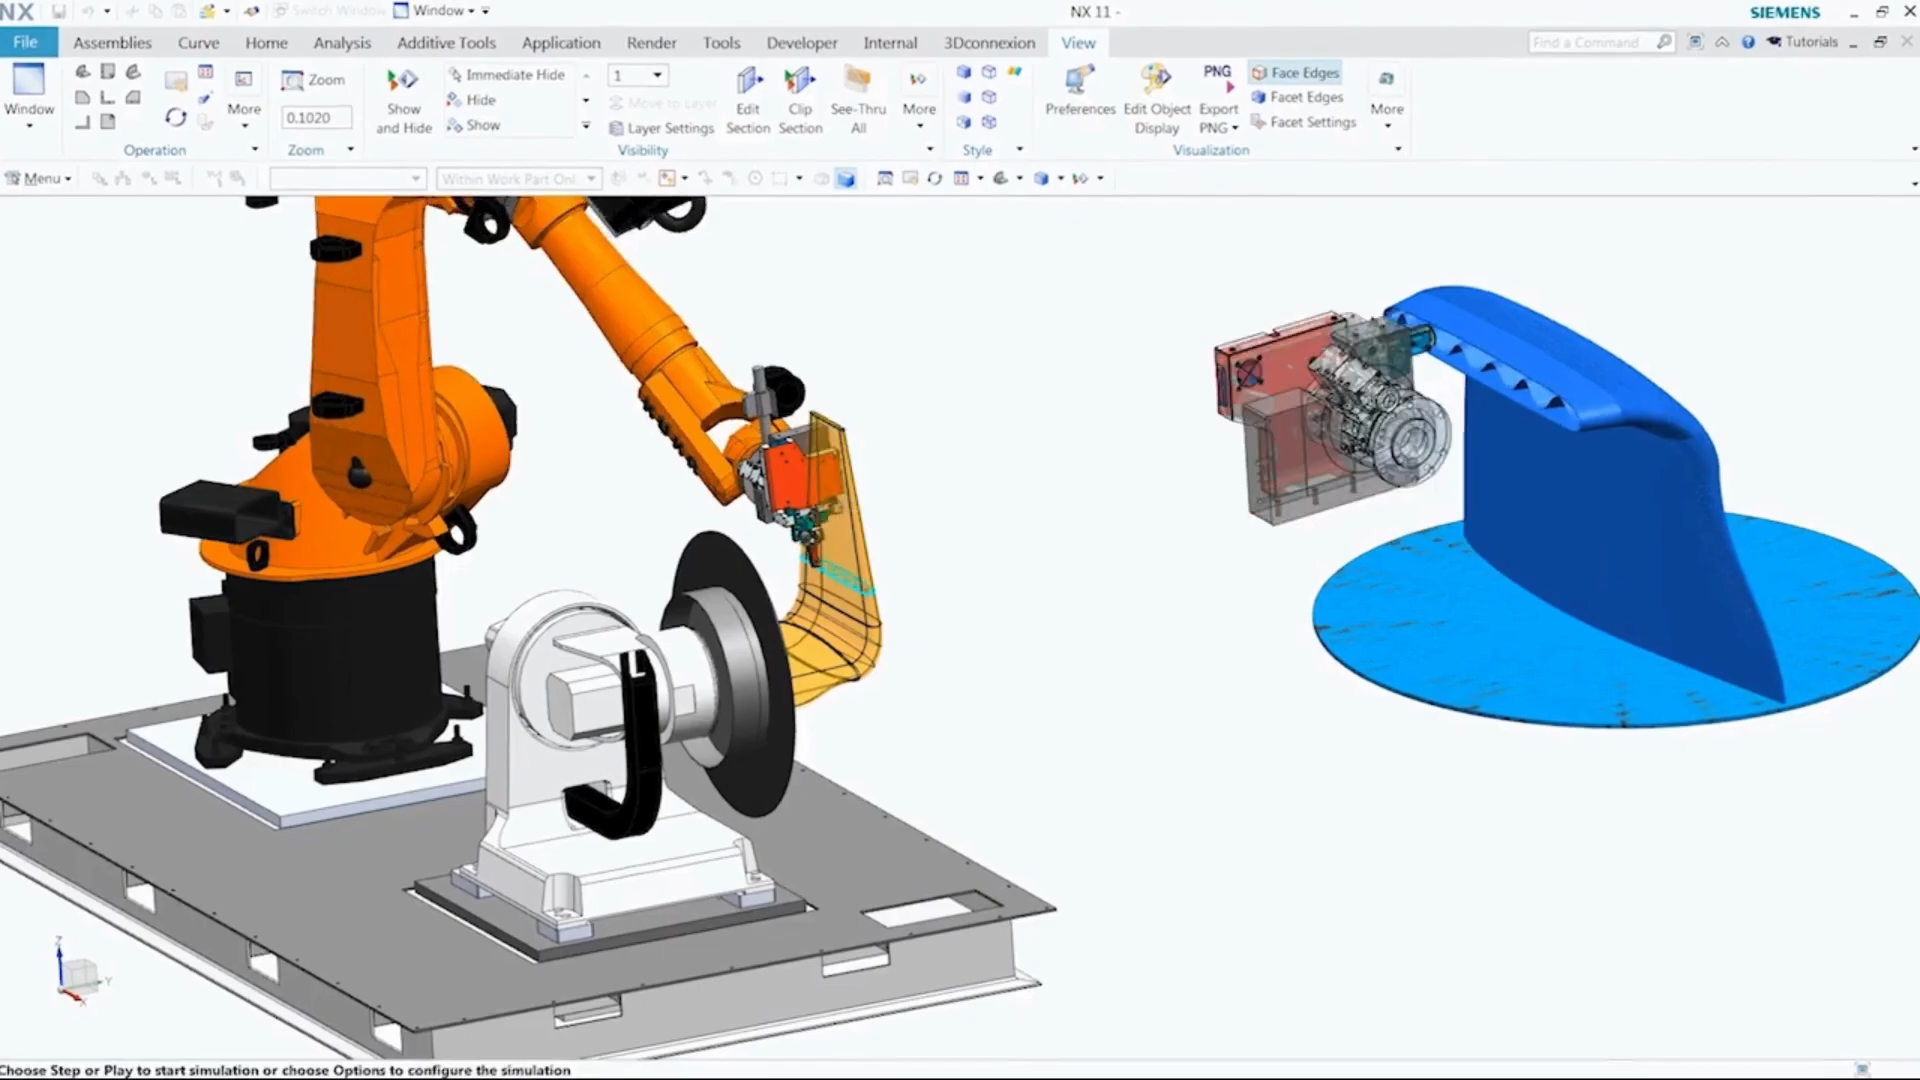 NX
Switch Window
Window
NX 11 -
SIEMENS
File
Assemblies
Curve
Home
Analysis
Additive Tools
Application
Render
Tools
Developer
Internal
3Dconnexion
View
Find a Command
Tutorials
Window
More
Operation
Zoom
0.1020
Zoom
Show
and Hide
Immediate Hide
Hide
Show
1
Move to Layer
Layer Settings
Visibility
Edit
Section
Clip
Section
See-Thru
All
More
Style
Preferences
Edit Object
Display
PNG
Export
PNG
Face Edges
Facet Edges
Facet Settings
Visualization
More
Menu
Within Work Part Onl
Z
Y
X
Choose Step or Play to start simulation or choose Options to configure the simulation